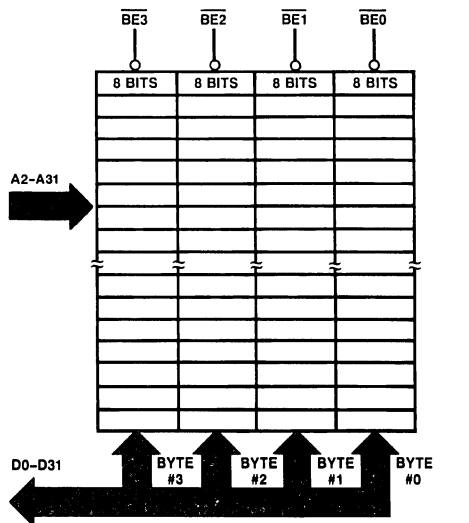 BE3 BE2 BE1 BE0
8 BITS 8 BITS 8 BITS 8 BITS
A2-A31
D0-D31
BYTE #3
BYTE #2
BYTE #1
BYTE #0